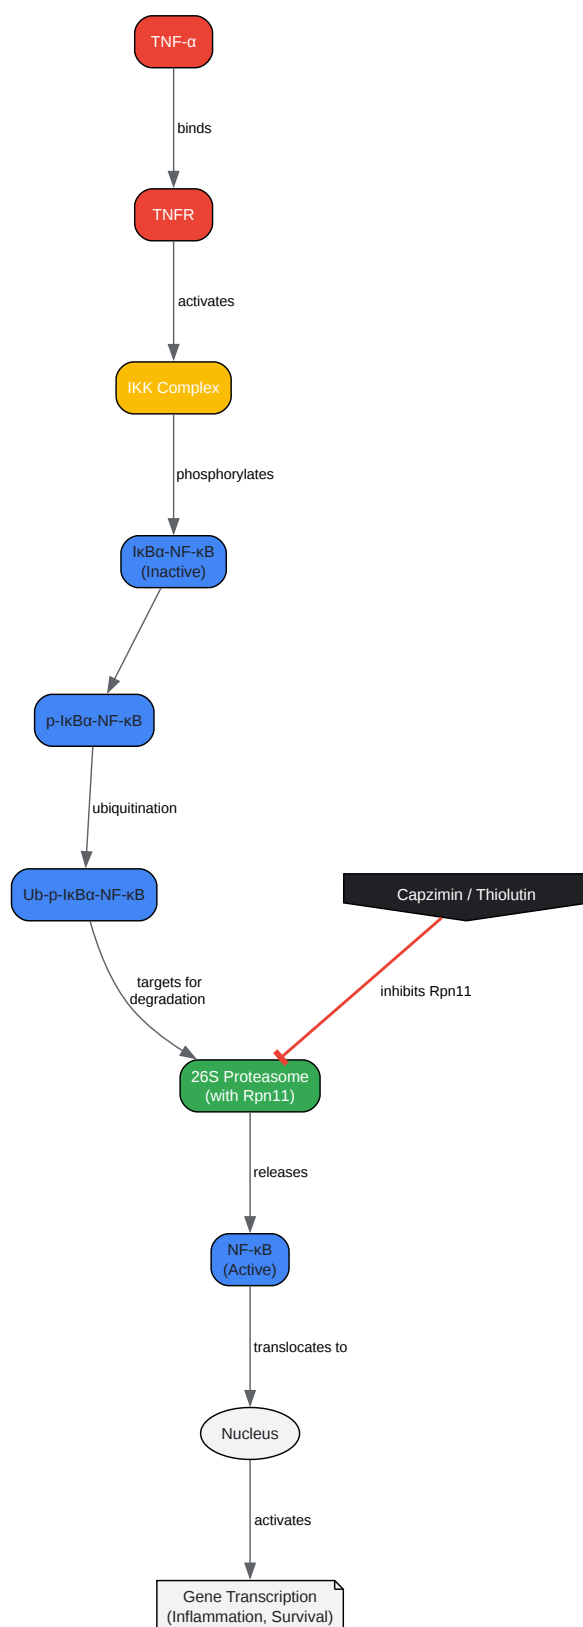 TNF-α
binds
TNFR
activates
IKK Complex
phosphorylates
IκBα-NF-κB
(Inactive)
p-IκBα-NF-κB
ubiquitination
Ub-p-IκBα-NF-κB
Capzimin / Thiolutin
targets for
degradation
inhibits Rpn11
26S Proteasome
(with Rpn11)
releases
NF-κB
(Active)
translocates to
Nucleus
activates
Gene Transcription
(Inflammation, Survival)